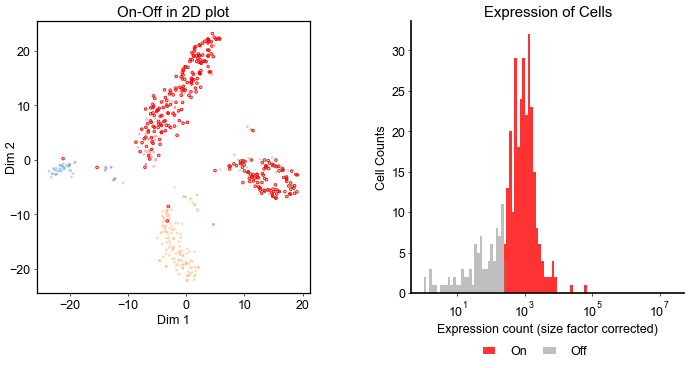 On-Off in 2D plot
Dim 2
20
10
0
−10
−20
−20 −10 0 10 20
Dim 1
Expression of Cells
Cell Counts
30
25
20
15
10
5
0
10^1 10^3 10^5 10^7
Expression count (size factor corrected)
On Off